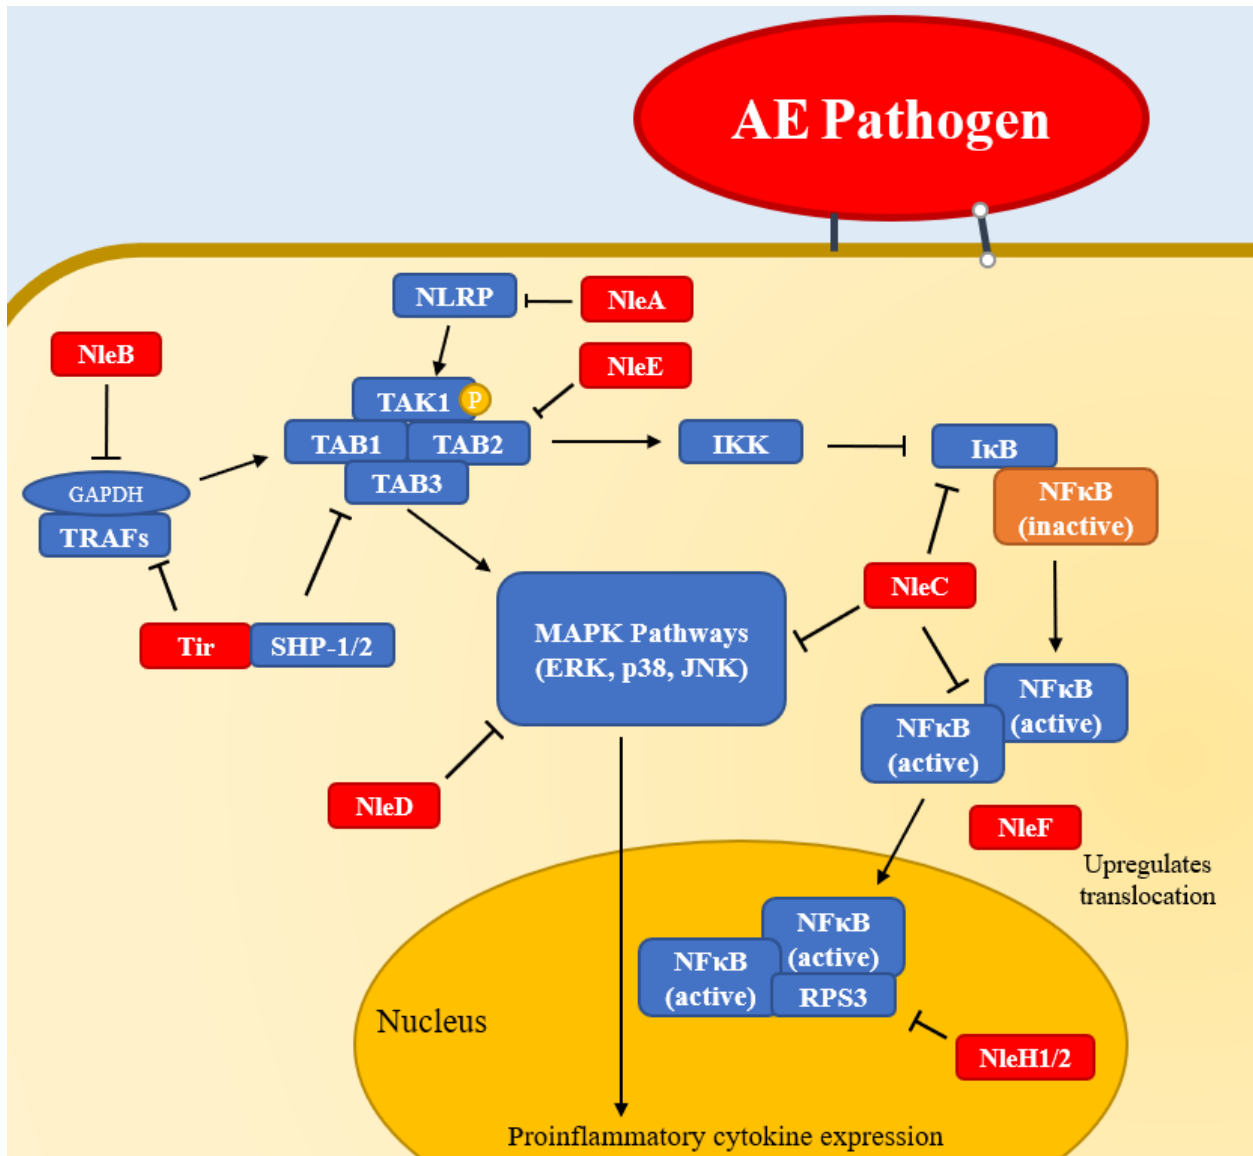 AE Pathogen
NLRP
NleA
NleB
NleE
TAK1
P
TAB1
TAB2
TAB3
IKK
IκB
NFκB
(inactive)
GAPDH
TRAFs
NleC
Tir
SHP-1/2
MAPK Pathways
(ERK, p38, JNK)
NFκB
(active)
NFκB
(active)
NleD
NleF
Upregulates
translocation
NFκB
(active)
NFκB
(active)
RPS3
Nucleus
NleH1/2
Proinflammatory cytokine expression